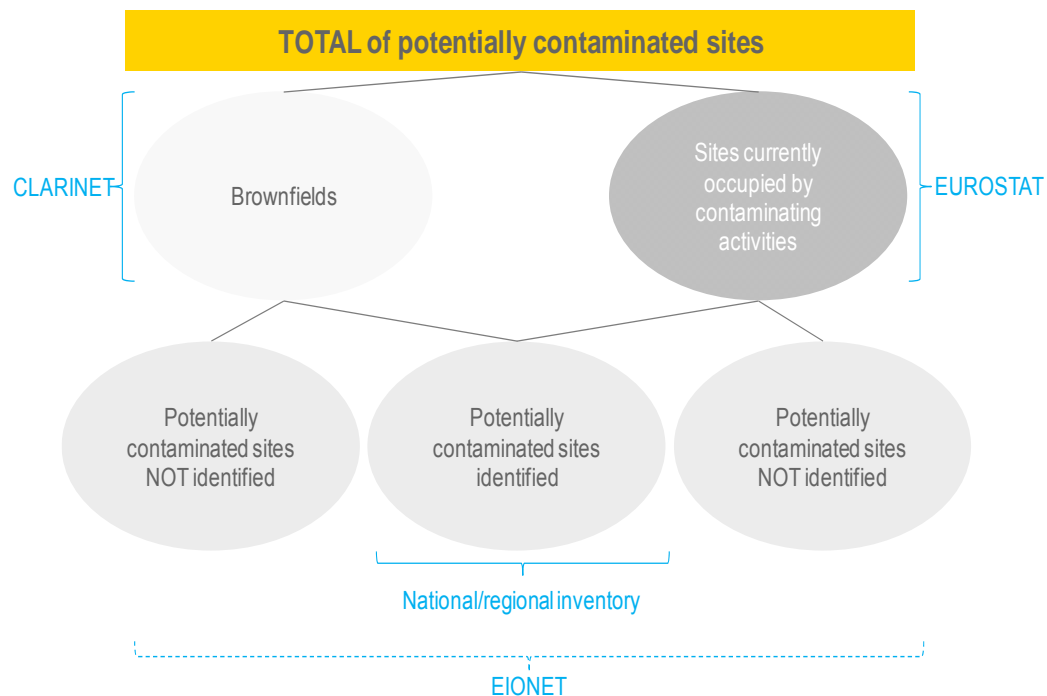 TOTAL of potentially contaminated sites
CLARINET
Brownfields
Sites currently
occupied by
contaminating
activities
EUROSTAT
Potentially
contaminated sites
NOT identified
Potentially
contaminated sites
identified
Potentially
contaminated sites
NOT identified
National/regional inventory
EIONET